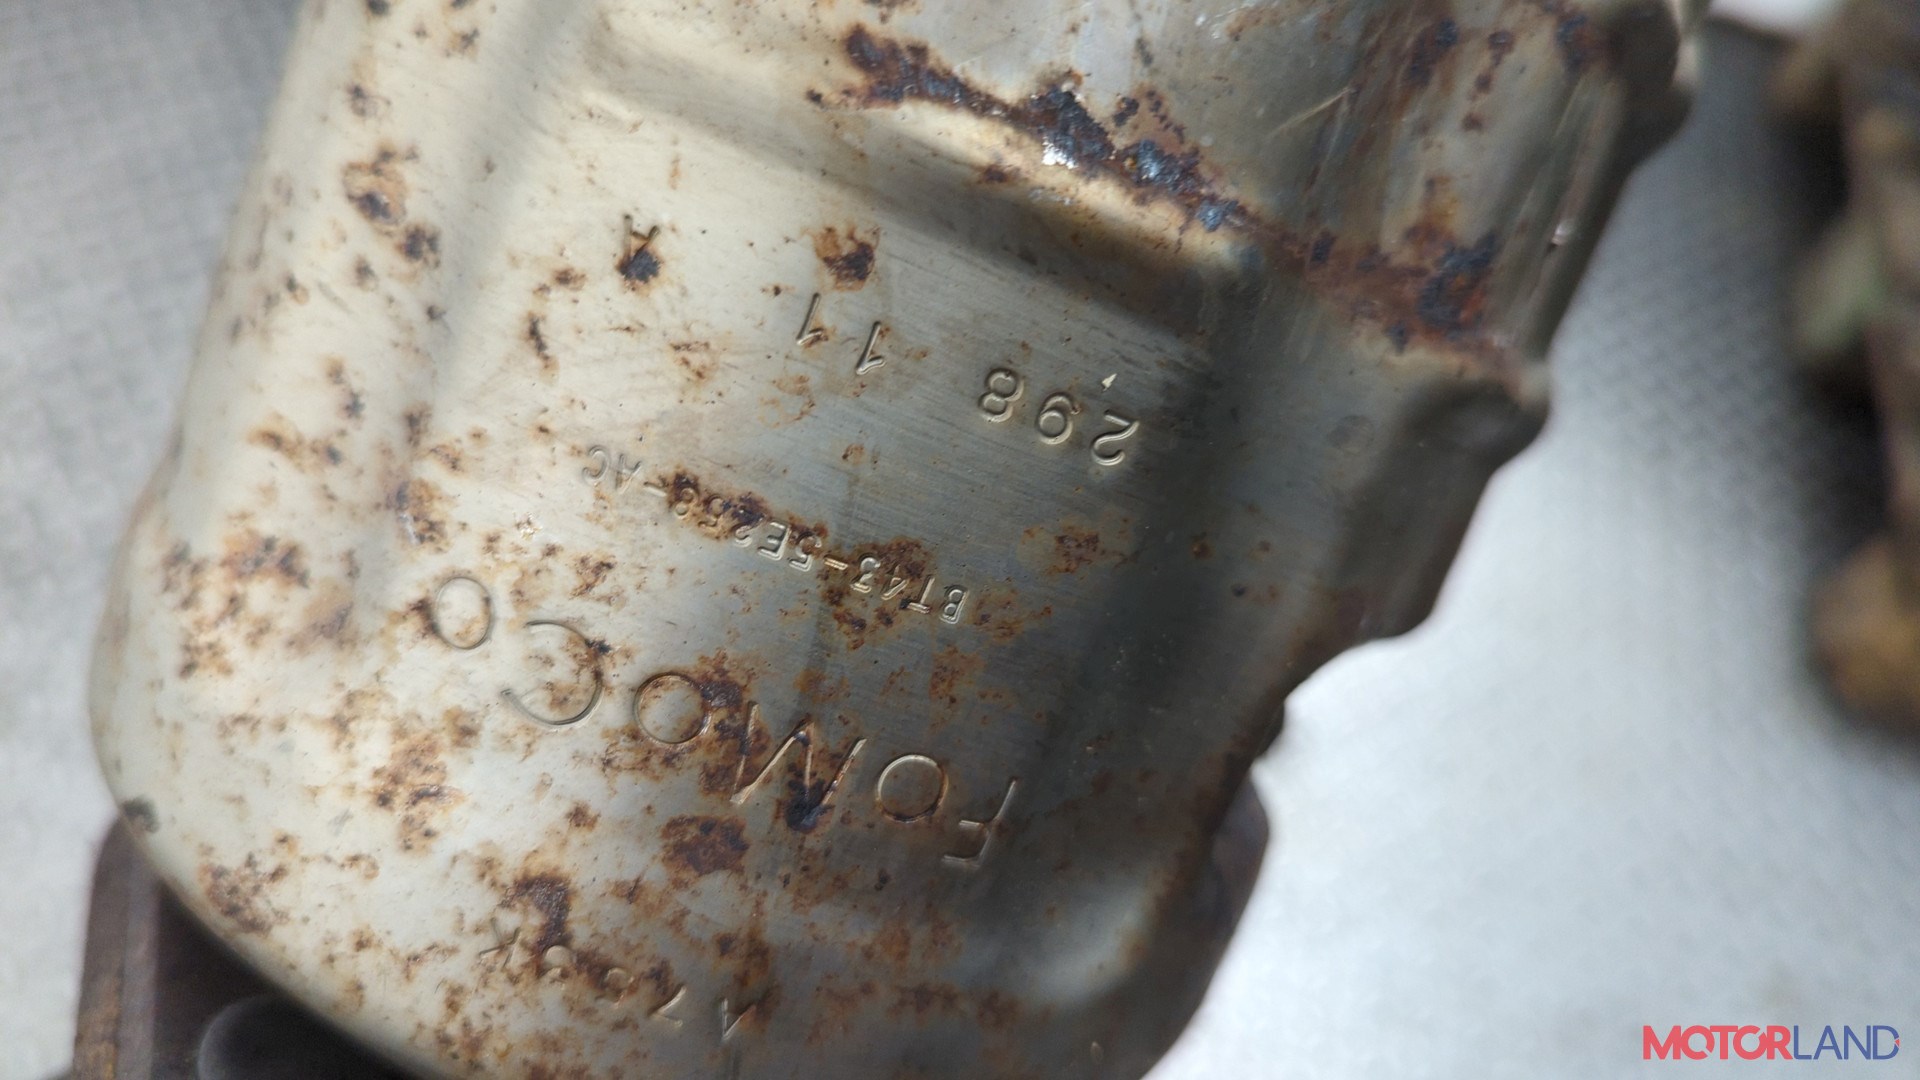 FoMoCo
BT43-5E258-AC
298 11 A
MOTORLAND